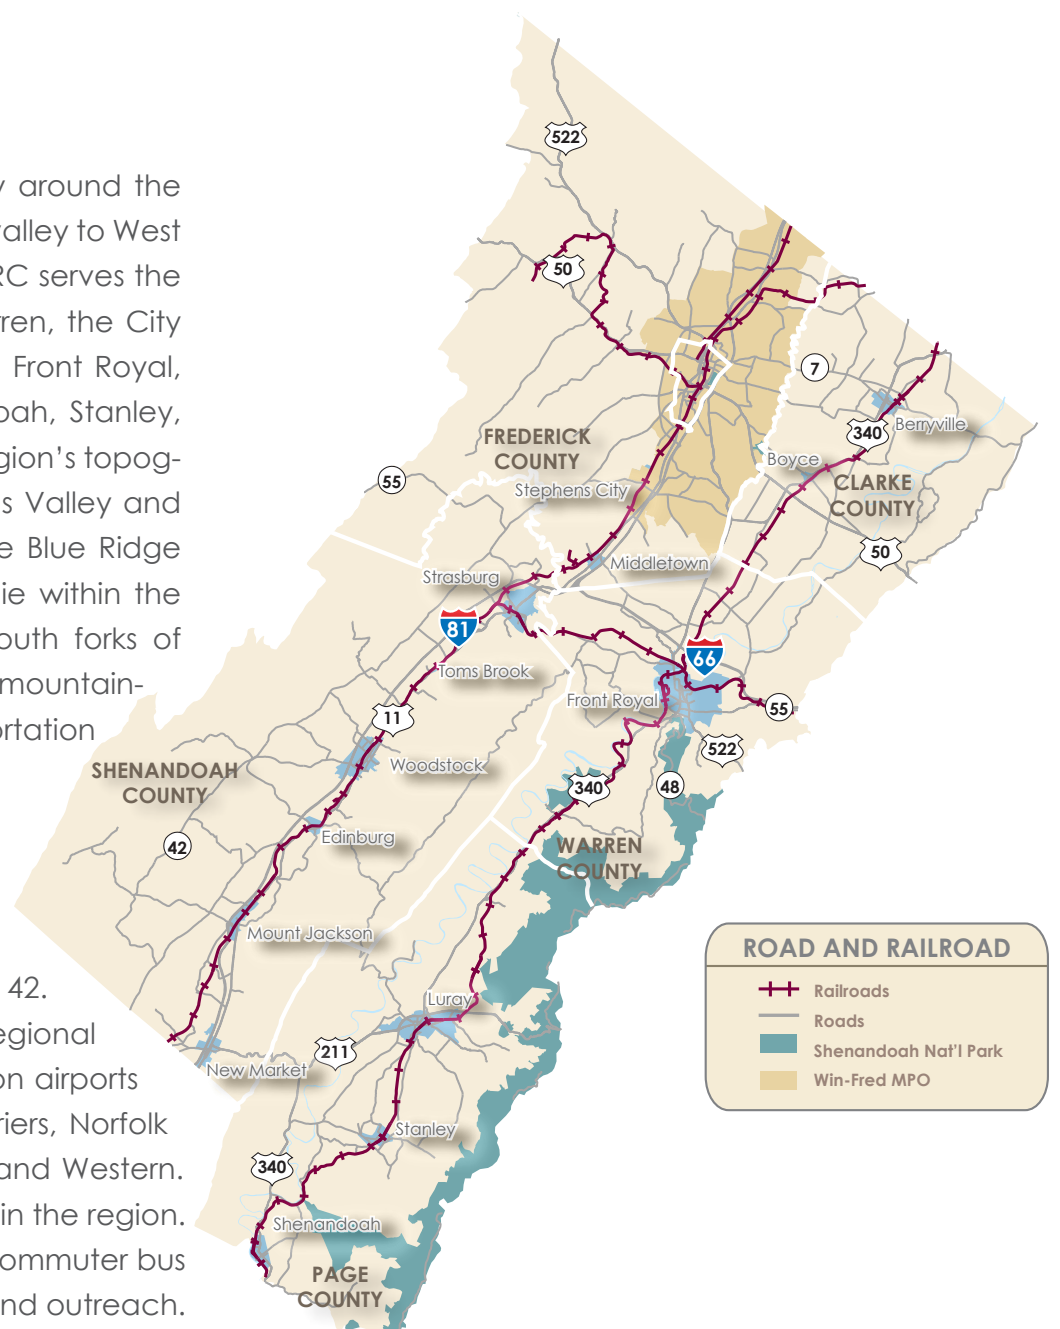 y around the
valley to West
RC serves the
rren, the City
Front Royal,
oah, Stanley,
gion's topog-
s Valley and
e Blue Ridge
lie within the
outh forks of
mountain-
ortation
42.
egional
on airports
riers, Norfolk
and Western.
in the region.
ommuter bus
nd outreach.
522
50
7
Berryville
340
FREDERICK
COUNTY
Boyce
55
Stephens City
CLARKE
COUNTY
50
Middletown
Strasburg
81
66
Toms Brook
Front Royal
55
11
522
Woodstock
SHENANDOAH
COUNTY
340
48
Edinburg
42
WARREN
COUNTY
Mount Jackson
Luray
211
New Market
Stanley
340
Shenandoah
PAGE
COUNTY
ROAD AND RAILROAD
Railroads
Roads
Shenandoah Nat'l Park
Win-Fred MPO